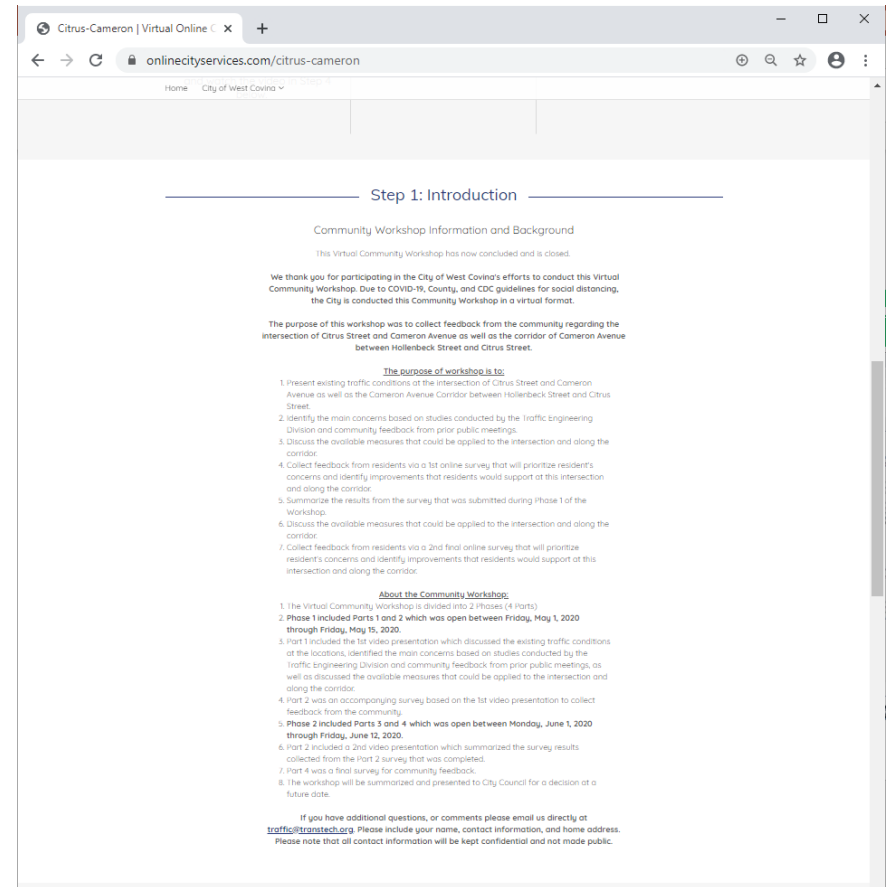 Citrus-Cameron | Virtual Online C
onlinecityservices.com/citrus-cameron
Home City of West Covina
Step 1: Introduction
Community Workshop Information and Background
This Virtual Community Workshop has now concluded and is closed.
We thank you for participating in the City of West Covina's efforts to conduct this Virtual
Community Workshop. Due to COVID-19, County, and CDC guidelines for social distancing,
the City is conducted this Community Workshop in a virtual format.
The purpose of this workshop was to collect feedback from the community regarding the
intersection of Citrus Street and Cameron Avenue as well as the corridor of Cameron Avenue
between Hollenbeck Street and Citrus Street.
The purpose of workshop is to:
1. Present existing traffic conditions at the intersection of Citrus Street and Cameron
Avenue as well as the Cameron Avenue Corridor between Hollenbeck Street and Citrus
Street.
2. Identify the main concerns based on studies conducted by the Traffic Engineering
Division and community feedback from prior public meetings.
3. Discuss the available measures that could be applied to the intersection and along the
corridor.
4. Collect feedback from residents via a 1st online survey that will prioritize resident's
concerns and identify improvements that residents would support at this intersection
and along the corridor.
5. Summarize the results from the survey that was submitted during Phase 1 of the
Workshop.
6. Discuss the available measures that could be applied to the intersection and along the
corridor.
7. Collect feedback from residents via a 2nd final online survey that will prioritize
resident's concerns and identify improvements that residents would support at this
intersection and along the corridor.
About the Community Workshop:
1. The Virtual Community Workshop is divided into 2 Phases (4 Parts)
2. Phase 1 included Parts 1 and 2 which was open between Friday, May 1, 2020
through Friday, May 15, 2020.
3. Part 1 included the 1st video presentation which discussed the existing traffic conditions
at the locations, identified the main concerns based on studies conducted by the
Traffic Engineering Division and community feedback from prior public meetings, as
well as discussed the available measures that could be applied to the intersection and
along the corridor.
4. Part 2 was an accompanying survey based on the 1st video presentation to collect
feedback from the community.
5. Phase 2 included Parts 3 and 4 which was open between Monday, June 1, 2020
through Friday, June 12, 2020.
6. Part 2 included a 2nd video presentation which summarized the survey results
collected from the Part 2 survey that was completed.
7. Part 4 was a final survey for community feedback.
8. The workshop will be summarized and presented to City Council for a decision at a
future date.
If you have additional questions, or comments please email us directly at
traffic@transtech.org. Please include your name, contact information, and home address.
Please note that all contact information will be kept confidential and not made public.